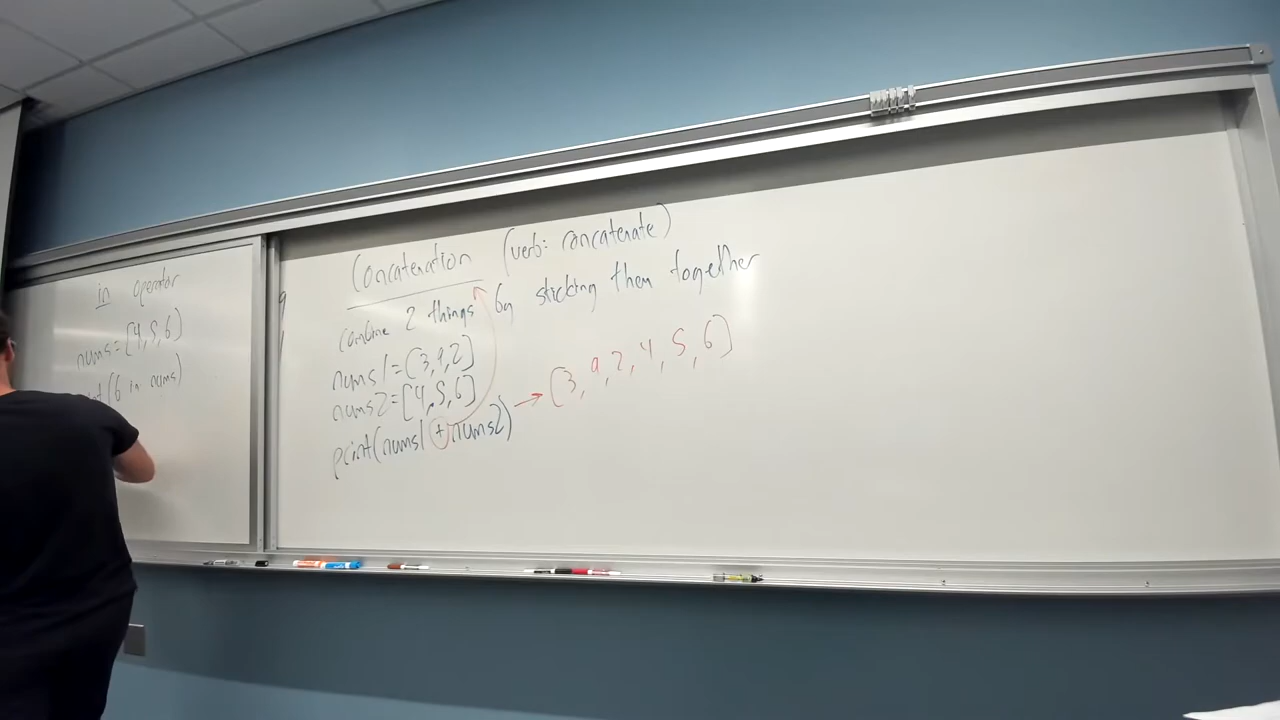 in operator
nums=[4,5,6]
(6 in nums)
Concatenation (verb: concatenate)
combine 2 things by sticking them together
nums1=[3,9,2]
nums2=[4,5,6]
print(nums1+nums2) → [3,9,2,4,5,6]